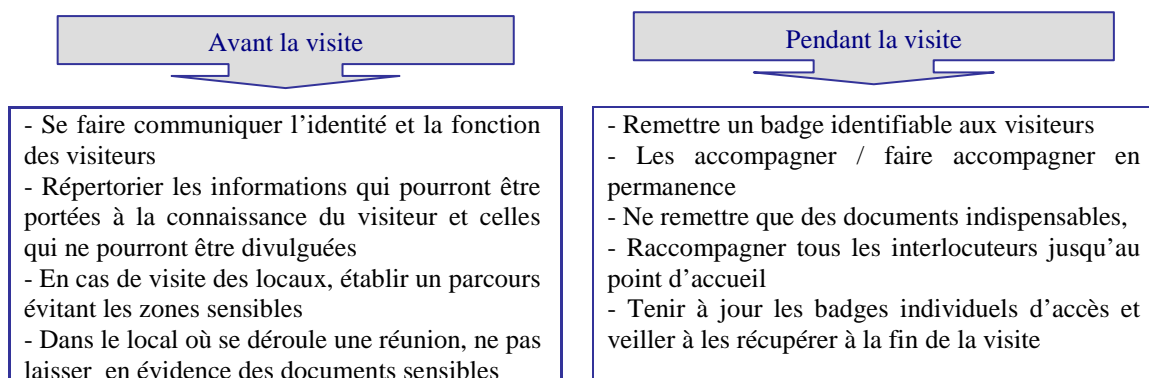 Avant la visite
- Se faire communiquer l’identité et la fonction
des visiteurs
- Répertorier les informations qui pourront être
portées à la connaissance du visiteur et celles
qui ne pourront être divulguées
- En cas de visite des locaux, établir un parcours
évitant les zones sensibles
- Dans le local où se déroule une réunion, ne pas
laisser en évidence des documents sensibles
Pendant la visite
- Remettre un badge identifiable aux visiteurs
- Les accompagner / faire accompagner en
permanence
- Ne remettre que des documents indispensables,
- Raccompagner tous les interlocuteurs jusqu’au
point d’accueil
- Tenir à jour les badges individuels d’accès et
veiller à les récupérer à la fin de la visite